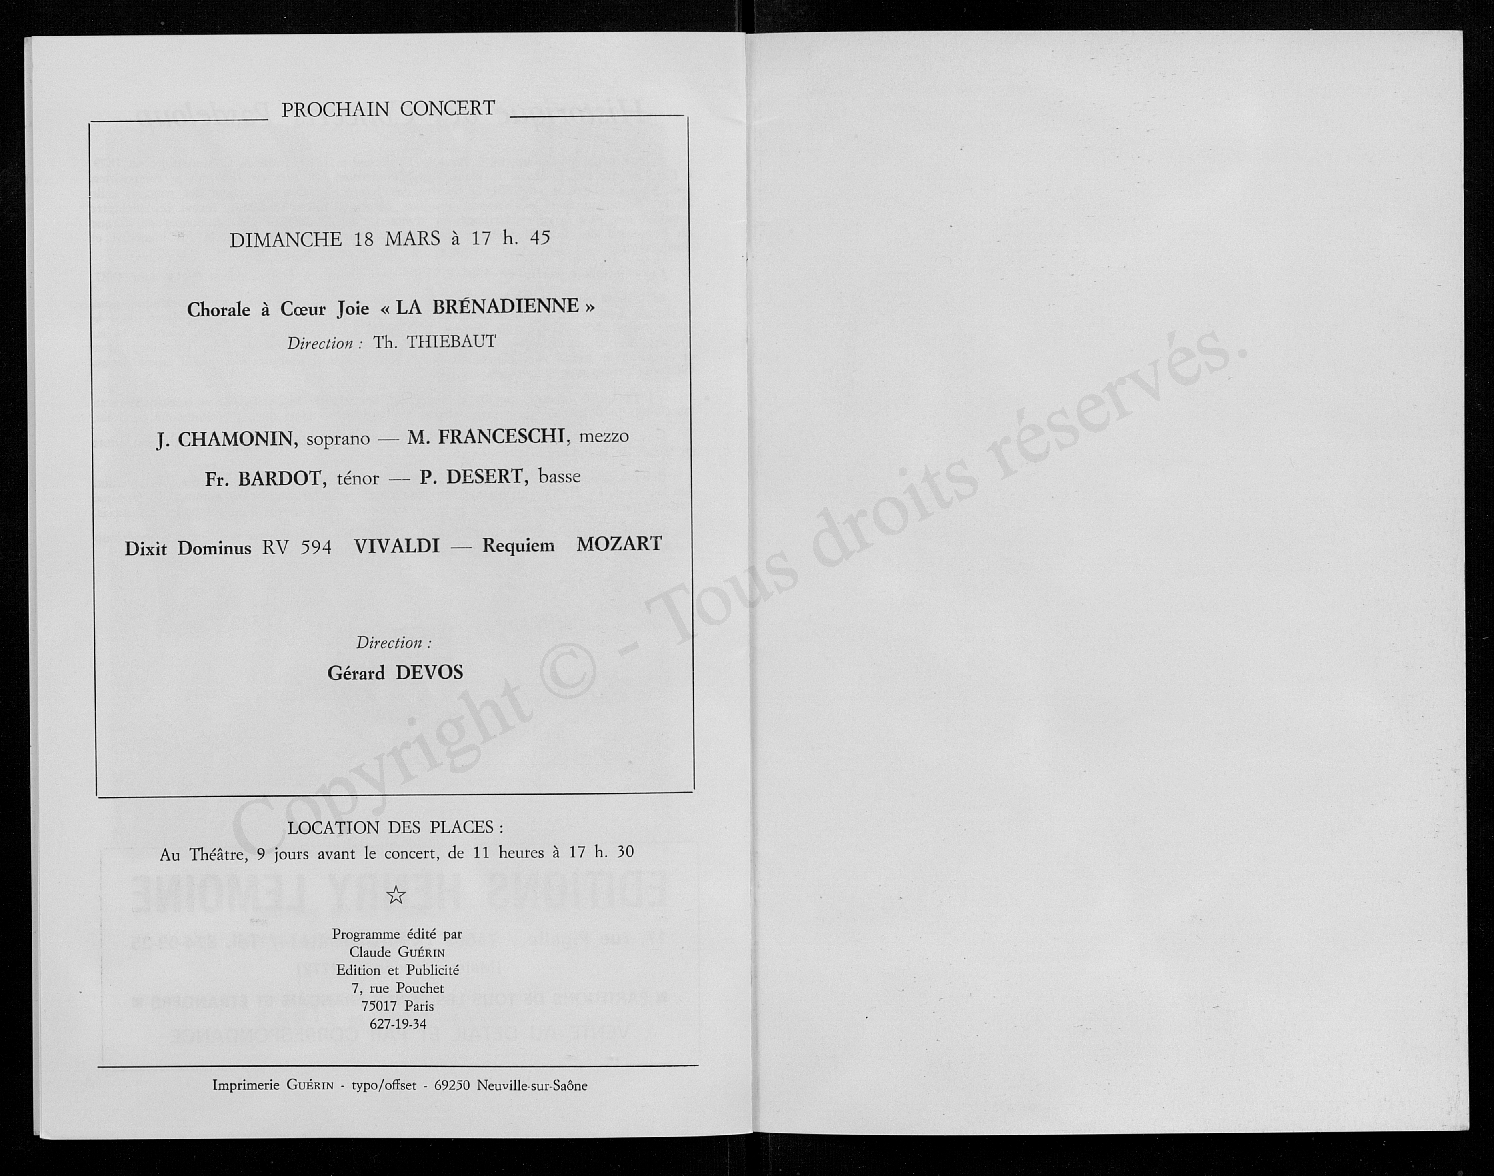 PROCHAIN CONCERT
DIMANCHE 18 MARS à 17 h. 45
Chorale à Cœur Joie « LA BRÉNADIENNE »
Direction : Th. THIEBAUT
J. CHAMONIN, soprano — M. FRANCESCHI, mezzo
Fr. BARDOT, ténor — P. DESERT, basse
Dixit Dominus RV 594 VIVALDI — Requiem MOZART
Direction :
Gérard DEVOS
LOCATION DES PLACES :
Au Théâtre, 9 jours avant le concert, de 11 heures à 17 h. 30
Programme édité par
Claude GUÉRIN
Edition et Publicité
7, rue Pouchet
75017 Paris
627-19-34
Imprimerie GUÉRIN - typo/offset - 69250 Neuville-sur-Saône
Copyright © - Tous droits réservés.